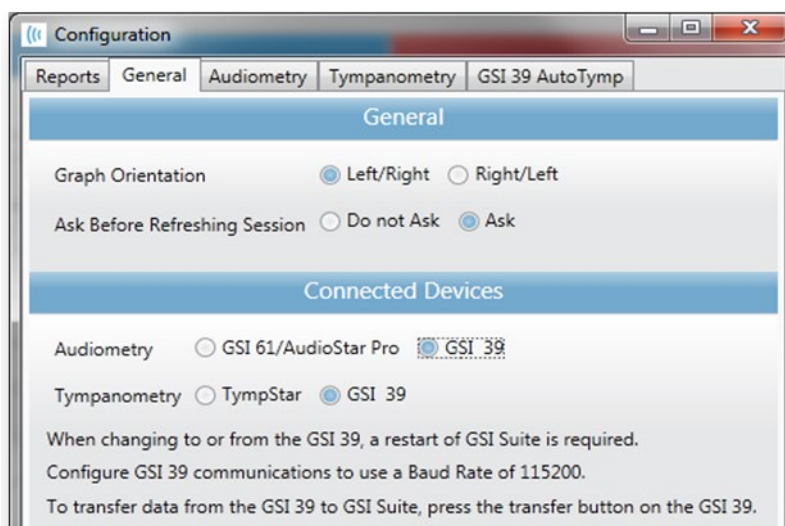 Configuration
Reports General Audiometry Tympanometry GSI 39 AutoTymp
General
Graph Orientation Left/Right Right/Left
Ask Before Refreshing Session Do not Ask Ask
Connected Devices
Audiometry GSI 61/AudioStar Pro GSI 39
Tympanometry TympStar GSI 39
When changing to or from the GSI 39, a restart of GSI Suite is required.
Configure GSI 39 communications to use a Baud Rate of 115200.
To transfer data from the GSI 39 to GSI Suite, press the transfer button on the GSI 39.